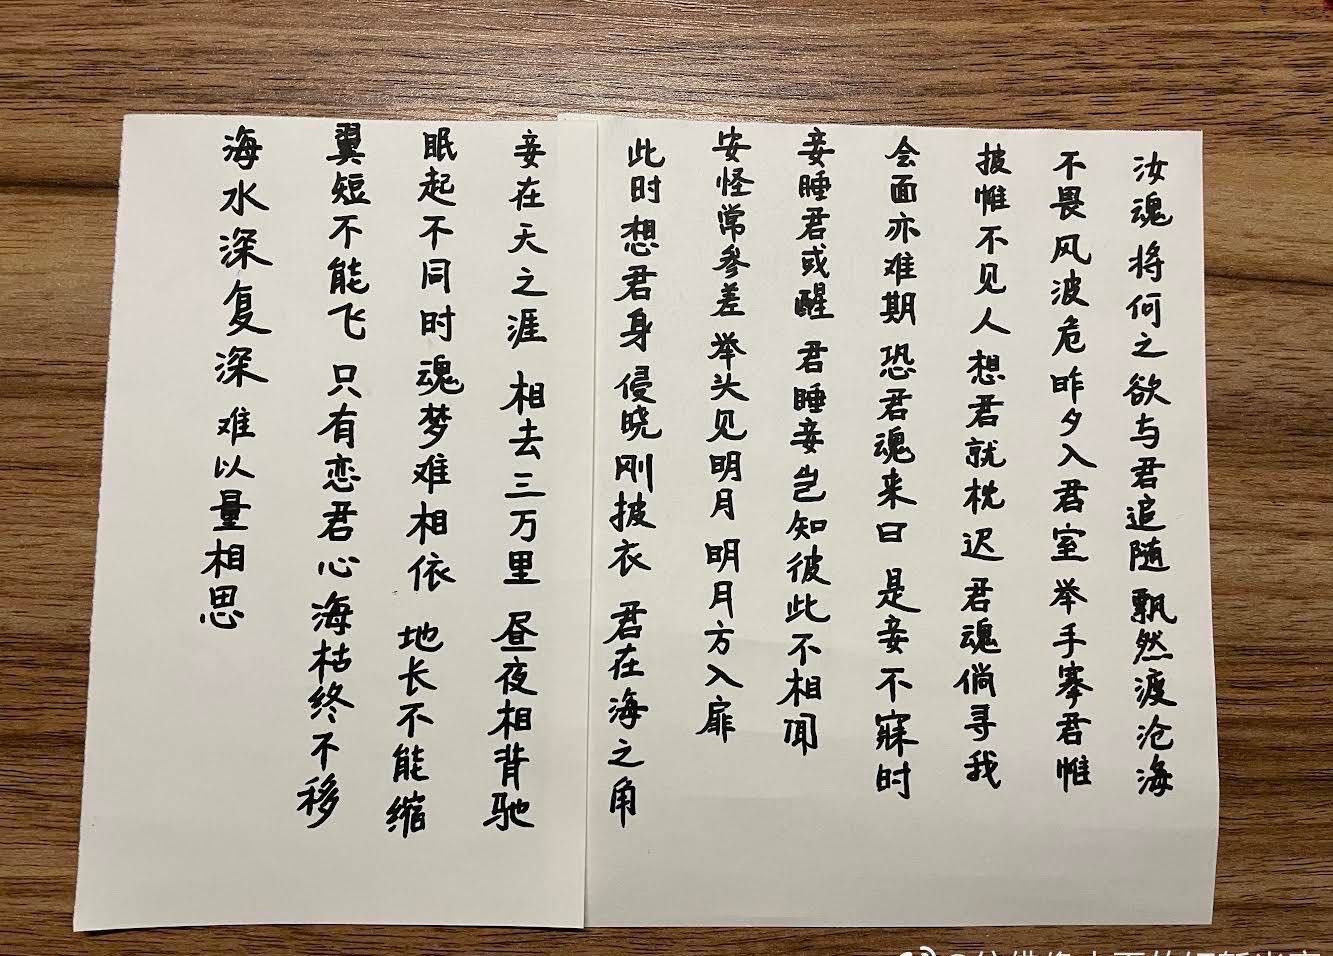 汝魂将何之 欲与君追随 飘然渡沧海
不畏风波危 昨夕入君室 举手搴君帷
披帷不见人 想君就枕迟 君魂倘寻我
会面亦难期 恐君魂来日 是妾不寐时
妾睡君或醒 君睡妾岂知 彼此不相闻
安怪常参差 举头见明月 明月方入扉
此时想君身 侵晓刚披衣 君在海之角
妾在天之涯 相去三万里 昼夜相背驰
眠起不同时 魂梦难相依 地长不能缩
翼短不能飞 只有恋君心 海枯终不移
海水深复深 难以量相思